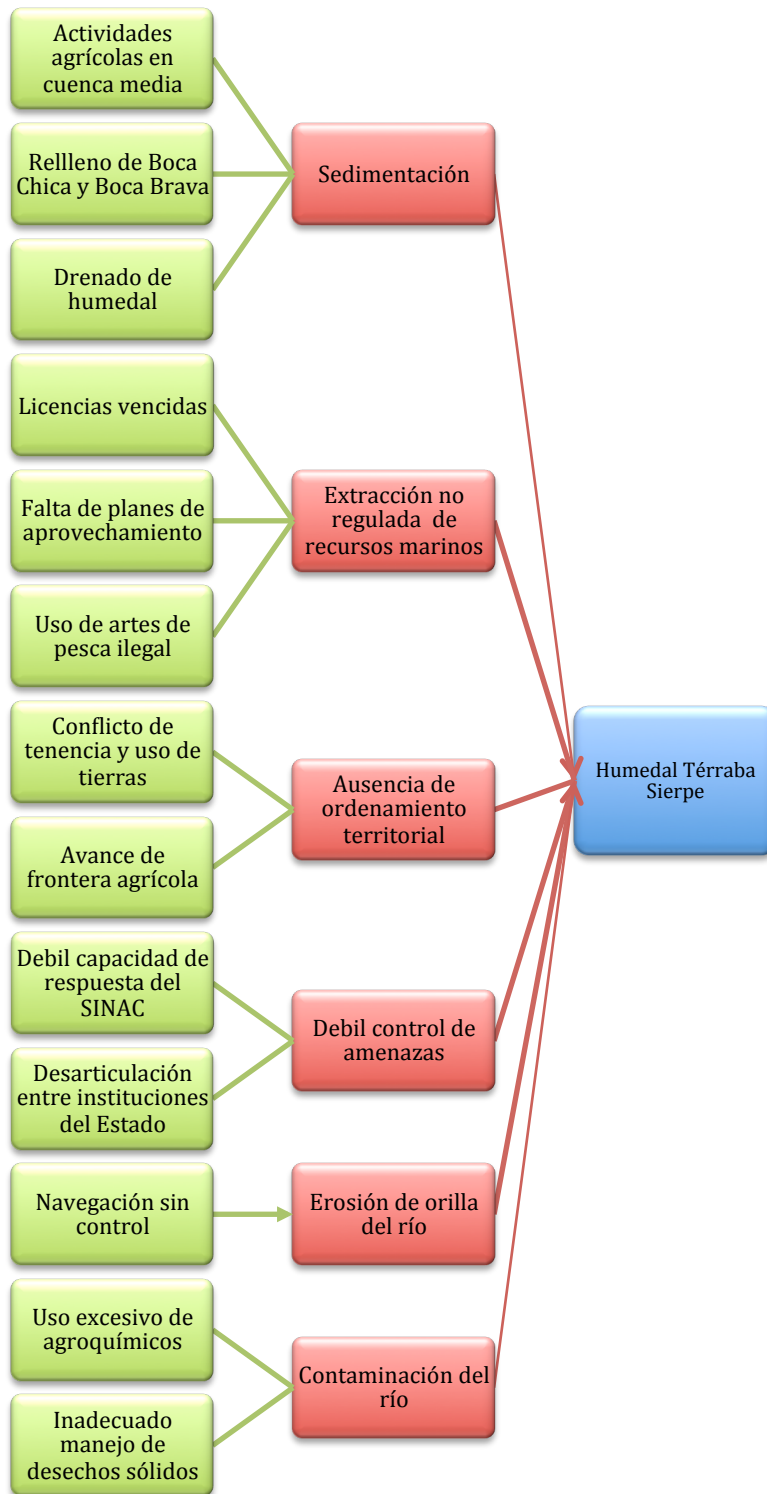 Actividades
agrícolas en
cuenca media
Rellleno de Boca
Chica y Boca Brava
Drenado de
humedal
Sedimentación
Licencias vencidas
Falta de planes de
aprovechamiento
Uso de artes de
pesca ilegal
Extracción no
regulada de
recursos marinos
Conflicto de
tenencia y uso de
tierras
Avance de
frontera agrícola
Ausencia de
ordenamiento
territorial
Debil capacidad de
respuesta del
SINAC
Desarticulación
entre instituciones
del Estado
Debil control de
amenazas
Navegación sin
control
Erosión de orilla
del río
Uso excesivo de
agroquímicos
Inadecuado
manejo de
desechos sólidos
Contaminación del
río
Humedal Térraba
Sierpe